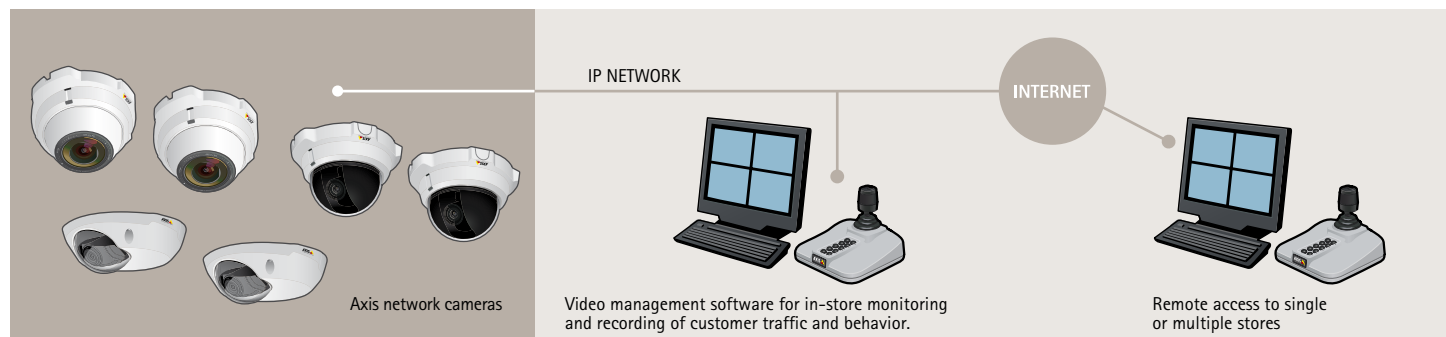 IP NETWORK
INTERNET
Axis network cameras
Video management software for in-store monitoring
and recording of customer traffic and behavior.
Remote access to single
or multiple stores